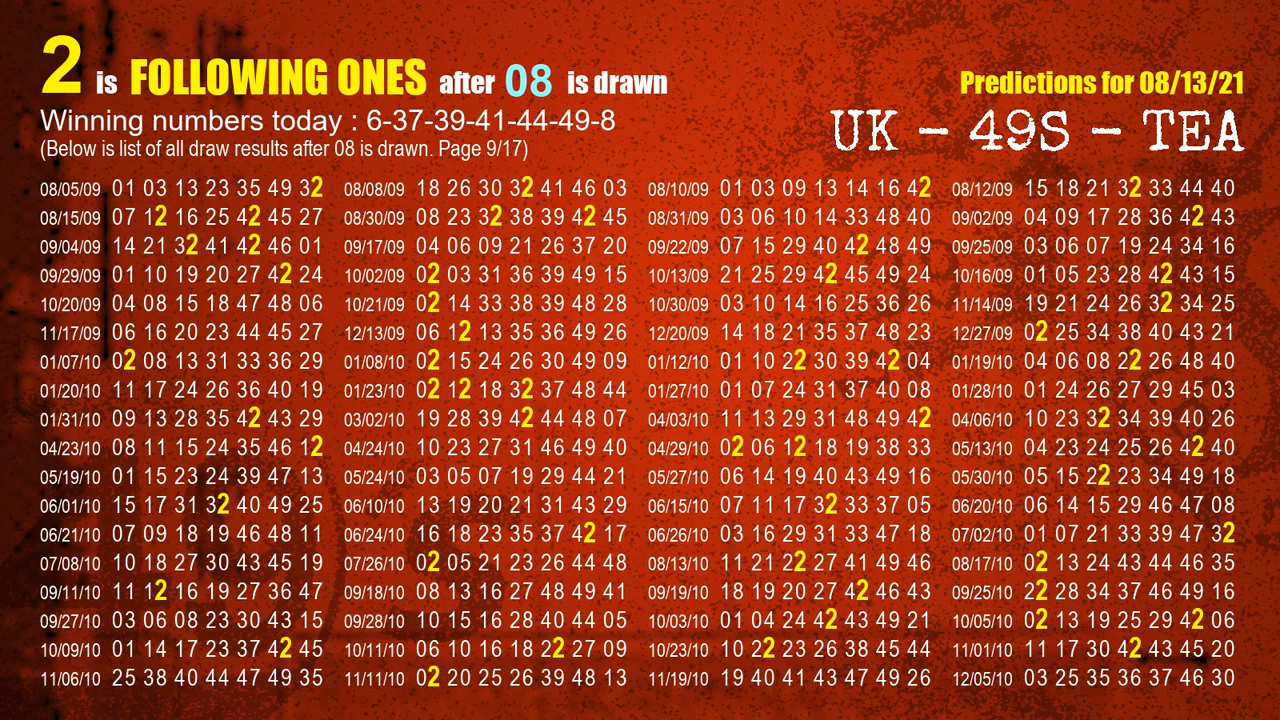 2 is FOLLOWING ONES after 08 is drawn
Predictions for 08/13/21
Winning numbers today : 6-37-39-41-44-49-8
UK - 49S - TEA
(Below is list of all draw results after 08 is drawn. Page 9/17)
08/05/09 01 03 13 23 35 49 32 08/08/09 18 26 30 32 41 46 03 08/10/09 01 03 09 13 14 16 42 08/12/09 15 18 21 32 33 44 40
08/15/09 07 12 16 25 42 45 27 08/30/09 08 23 32 38 39 42 45 08/31/09 03 06 10 14 33 48 40 09/02/09 04 09 17 28 36 42 43
09/04/09 14 21 32 41 42 46 01 09/17/09 04 06 09 21 26 37 20 09/22/09 07 15 29 40 42 48 49 09/25/09 03 06 07 19 24 34 16
09/29/09 01 10 19 20 27 42 24 10/02/09 02 03 31 36 39 49 15 10/13/09 21 25 29 42 45 49 24 10/16/09 01 05 23 28 42 43 15
10/20/09 04 08 15 18 47 48 06 10/21/09 02 14 33 38 39 48 28 10/30/09 03 10 14 16 25 36 26 11/14/09 19 21 24 26 32 34 25
11/17/09 06 16 20 23 44 45 27 12/13/09 06 12 13 35 36 49 26 12/20/09 14 18 21 35 37 48 23 12/27/09 02 25 34 38 40 43 21
01/07/10 02 08 13 31 33 36 29 01/08/10 02 15 24 26 30 49 09 01/12/10 01 10 22 30 39 42 04 01/19/10 04 06 08 22 26 48 40
01/20/10 11 17 24 26 36 40 19 01/23/10 02 12 18 32 37 48 44 01/27/10 01 07 24 31 37 40 08 01/28/10 01 24 26 27 29 45 03
01/31/10 09 13 28 35 42 43 29 03/02/10 19 28 39 42 44 48 07 04/03/10 11 13 29 31 48 49 42 04/06/10 10 23 32 34 39 40 26
04/23/10 08 11 15 24 35 46 12 04/24/10 10 23 27 31 46 49 40 04/29/10 02 06 12 18 19 38 33 05/13/10 04 23 24 25 26 42 40
05/19/10 01 15 23 24 39 47 13 05/24/10 03 05 07 19 29 44 21 05/27/10 06 14 19 40 43 49 16 05/30/10 05 15 22 23 34 49 18
06/01/10 15 17 31 32 40 49 25 06/10/10 13 19 20 21 31 43 29 06/15/10 07 11 17 32 33 37 05 06/20/10 06 14 15 29 46 47 08
06/21/10 07 09 18 19 46 48 11 06/24/10 16 18 23 35 37 42 17 06/26/10 03 16 29 31 33 47 18 07/02/10 01 07 21 33 39 47 32
07/08/10 10 18 27 30 43 45 19 07/26/10 02 05 21 23 26 44 48 08/13/10 11 21 22 27 41 49 46 08/17/10 02 13 24 43 44 46 35
09/11/10 11 12 16 19 27 36 47 09/18/10 08 13 16 27 48 49 41 09/19/10 18 19 20 27 42 46 43 09/25/10 22 28 34 37 46 49 16
09/27/10 03 06 08 23 30 43 15 09/28/10 10 15 16 28 40 44 05 10/03/10 01 04 24 42 43 49 21 10/05/10 02 13 19 25 29 42 06
10/09/10 01 14 17 23 37 42 45 10/11/10 06 10 16 18 22 27 09 10/23/10 10 22 23 26 38 45 44 11/01/10 11 17 30 42 43 45 20
11/06/10 25 38 40 44 47 49 35 11/11/10 02 20 25 26 39 48 13 11/19/10 19 40 41 43 47 49 26 12/05/10 03 25 35 36 37 46 30